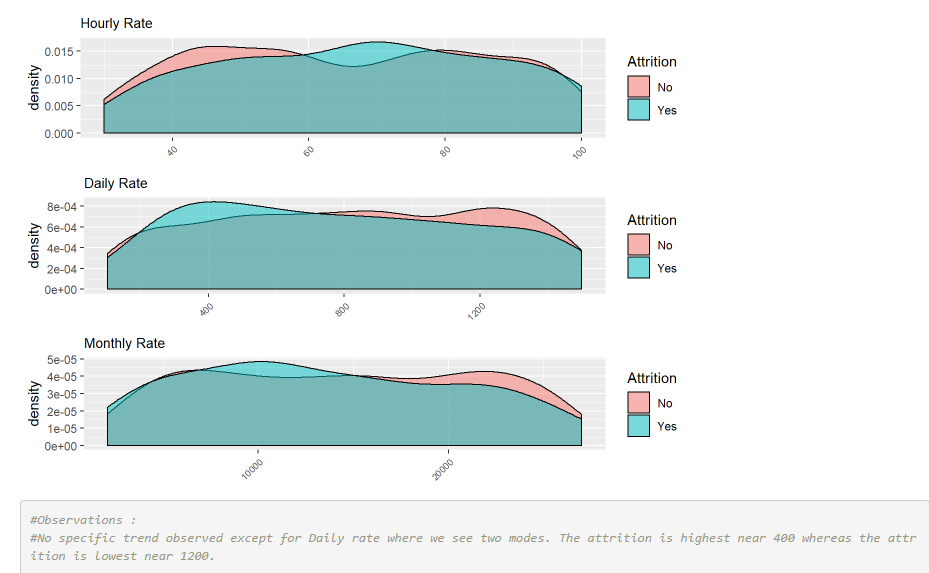 Hourly Rate
0.015
0.010
0.005
0.000
density
40
60
80
100
Attrition
No
Yes
Daily Rate
8e-04
6e-04
4e-04
2e-04
0e+00
density
400
800
1200
Attrition
No
Yes
Monthly Rate
5e-05
4e-05
3e-05
2e-05
1e-05
0e+00
density
10000
20000
Attrition
No
Yes
#Observations :
#No specific trend observed except for Daily rate where we see two modes. The attrition is highest near 400 whereas the attr
ition is lowest near 1200.